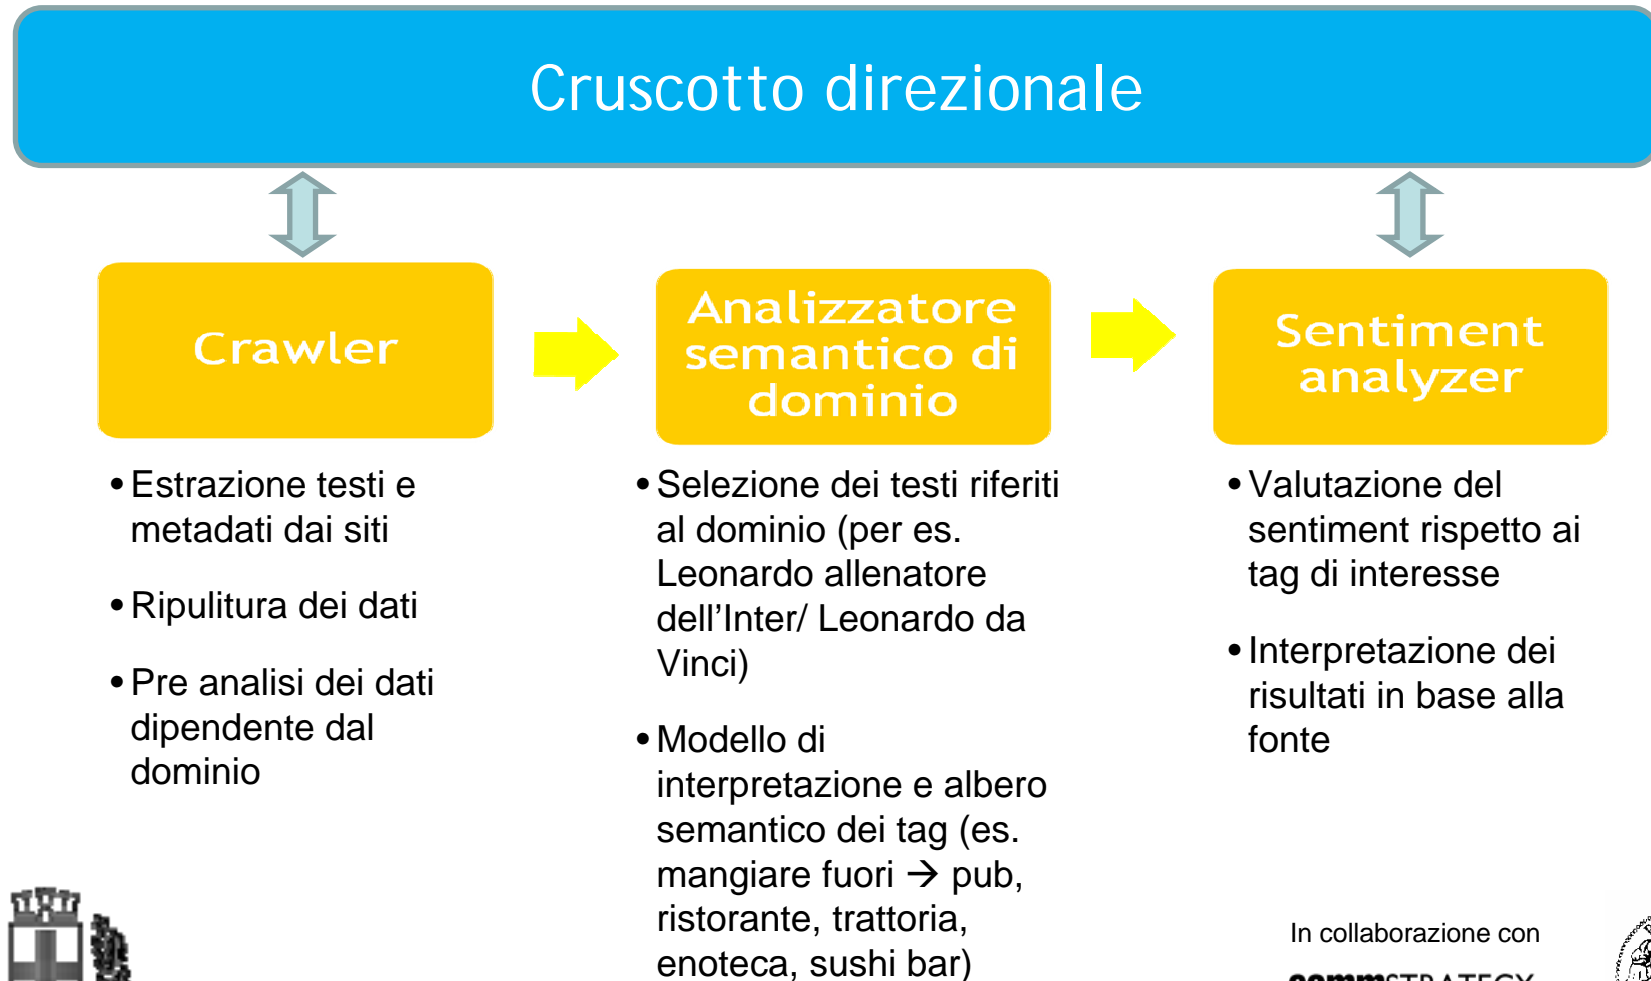 Cruscotto direzionale
Crawler
• Estrazione testi e
metadati dai siti
• Ripulitura dei dati
• Pre analisi dei dati
dipendente dal
dominio
Analizzatore
semantico di
dominio
• Selezione dei testi riferiti
al dominio (per es.
Leonardo allenatore
dell’Inter/ Leonardo da
Vinci)
• Modello di
interpretazione e albero
semantico dei tag (es.
mangiare fuori → pub,
ristorante, trattoria,
enoteca, sushi bar)
Sentiment
analyzer
• Valutazione del
sentiment rispetto ai
tag di interesse
• Interpretazione dei
risultati in base alla
fonte
In collaborazione con
commSTRATEGY